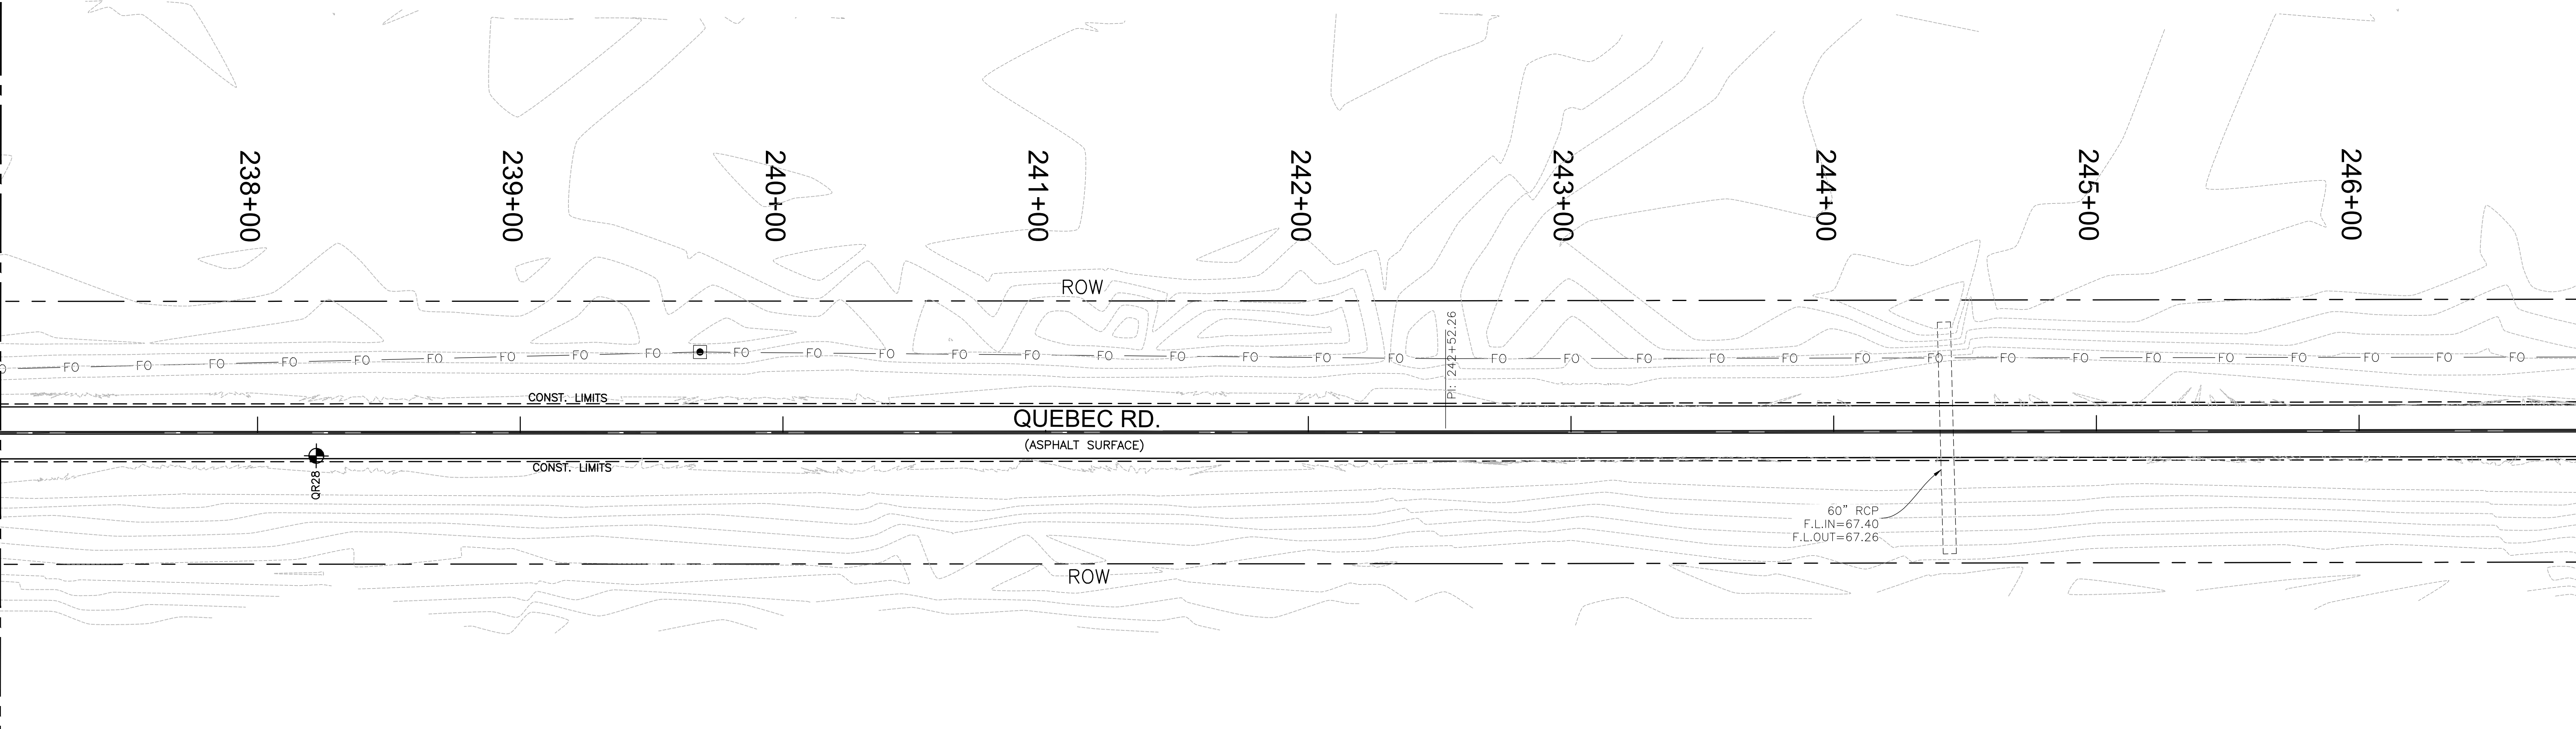 238+00
239+00
240+00
241+00
242+00
243+00
244+00
245+00
246+00
ROW
PI: 242+52.26
FO FO FO FO FO FO FO FO FO FO FO FO FO FO FO FO FO FO FO FO FO FO FO FO FO FO FO FO FO FO FO FO FO FO
CONST. LIMITS
QUEBEC RD.
(ASPHALT SURFACE)
CONST. LIMITS
QR28
60" RCP
F.L.IN=67.40
F.L.OUT=67.26
ROW